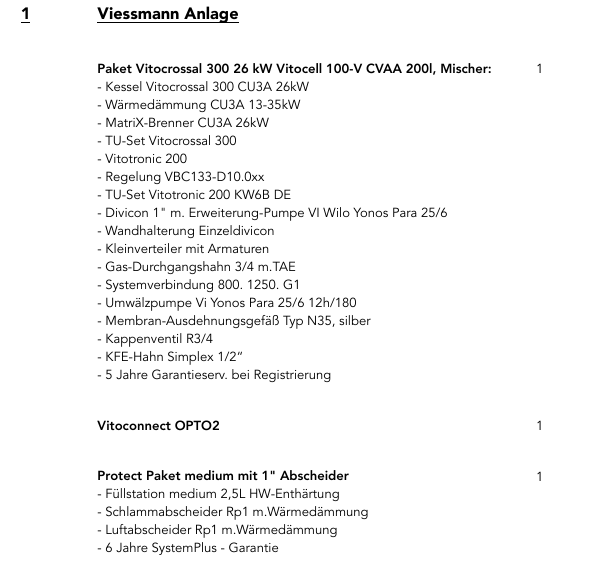 1 Viessmann Anlage
Paket Vitocrossal 300 26 kW Vitocell 100-V CVAA 200l, Mischer: 1
- Kessel Vitocrossal 300 CU3A 26kW
- Wärmedämmung CU3A 13-35kW
- MatriX-Brenner CU3A 26kW
- TU-Set Vitocrossal 300
- Vitotronic 200
- Regelung VBC133-D10.0xx
- TU-Set Vitotronic 200 KW6B DE
- Divicon 1" m. Erweiterung-Pumpe VI Wilo Yonos Para 25/6
- Wandhalterung Einzeldivicon
- Kleinverteiler mit Armaturen
- Gas-Durchgangshahn 3/4 m.TAE
- Systemverbindung 800. 1250. G1
- Umwälzpumpe Vi Yonos Para 25/6 12h/180
- Membran-Ausdehnungsgefäß Typ N35, silber
- Kappenventil R3/4
- KFE-Hahn Simplex 1/2“
- 5 Jahre Garantieserv. bei Registrierung
Vitoconnect OPTO2 1
Protect Paket medium mit 1" Abscheider 1
- Füllstation medium 2,5L HW-Enthärtung
- Schlammabscheider Rp1 m.Wärmedämmung
- Luftabscheider Rp1 m.Wärmedämmung
- 6 Jahre SystemPlus - Garantie